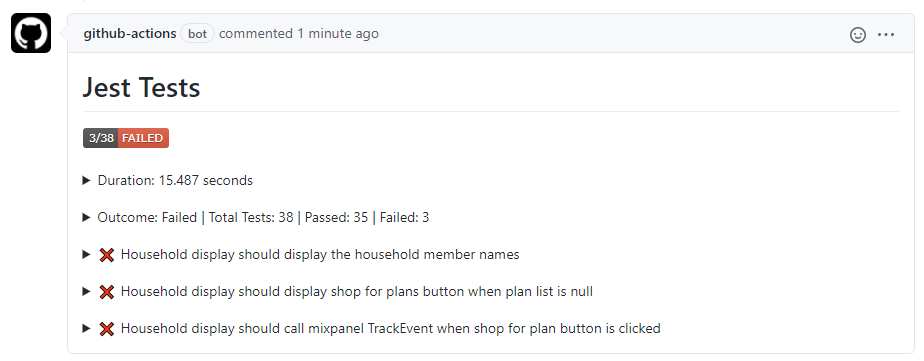 github-actions bot commented 1 minute ago
Jest Tests
3/38 FAILED
Duration: 15.487 seconds
Outcome: Failed | Total Tests: 38 | Passed: 35 | Failed: 3
Household display should display the household member names
Household display should display shop for plans button when plan list is null
Household display should call mixpanel TrackEvent when shop for plan button is clicked